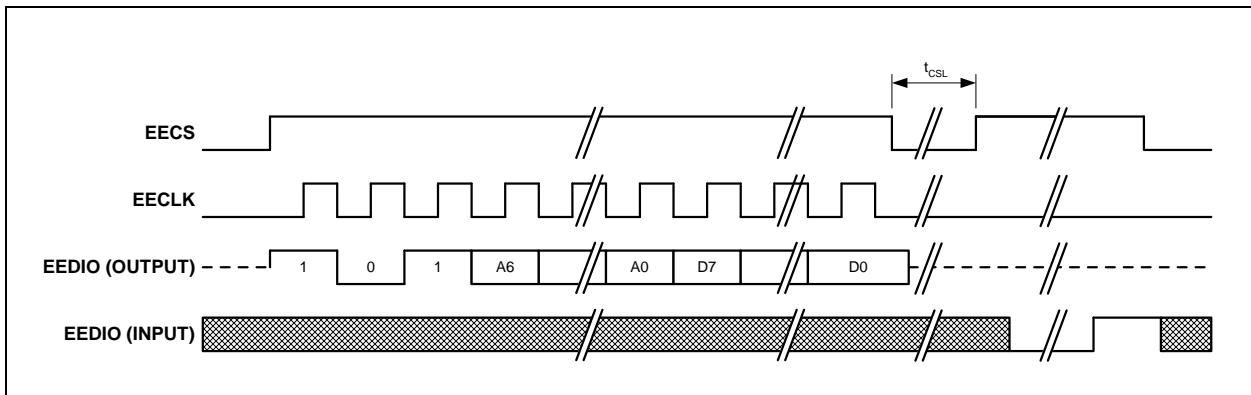 tCSL
EECS
EECLK
EEDIO (OUTPUT)
1 0 1 A6 A0 D7 D0
EEDIO (INPUT)